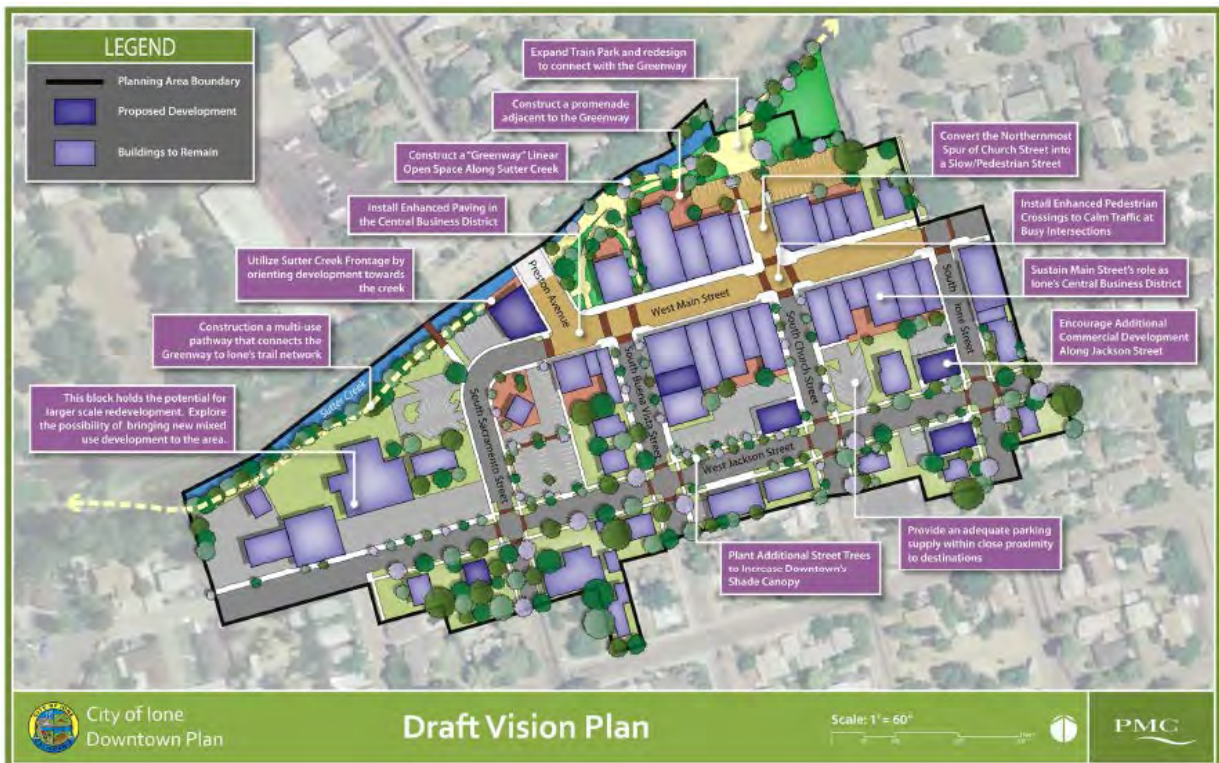 LEGEND
Planning Area Boundary
Proposed Development
Buildings to Remain
Expand Train Park and redesign
to connect with the Greenway
Construct a promenade
adjacent to the Greenway
Construct a "Greenway" Linear
Open Space Along Sutter Creek
Install Enhanced Paving in
the Central Business District
Utilize Sutter Creek Frontage by
orienting development towards
the creek
Construction a multi-use
pathway that connects the
Greenway to Ione's trail network
This block holds the potential for
larger scale redevelopment. Explore
the possibility of bringing new mixed
use development to the area.
Convert the Northernmost
Spur of Church Street into
a Slow/Pedestrian Street
Install Enhanced Pedestrian
Crossings to Calm Traffic at
Busy Intersections
Sustain Main Street's role as
Ione's Central Business District
Encourage Additional
Commercial Development
Along Jackson Street
Provide an adequate parking
supply within close proximity
to destinations
Plant Additional Street Trees
to Increase Downtown's
Shade Canopy
Sutter Creek
Preston Avenue
West Main Street
South Ione Street
South Church Street
South Buena Vista Street
South Sacramento Street
West Jackson Street
City of Ione
Downtown Plan
Draft Vision Plan
Scale: 1" = 60"
PMC